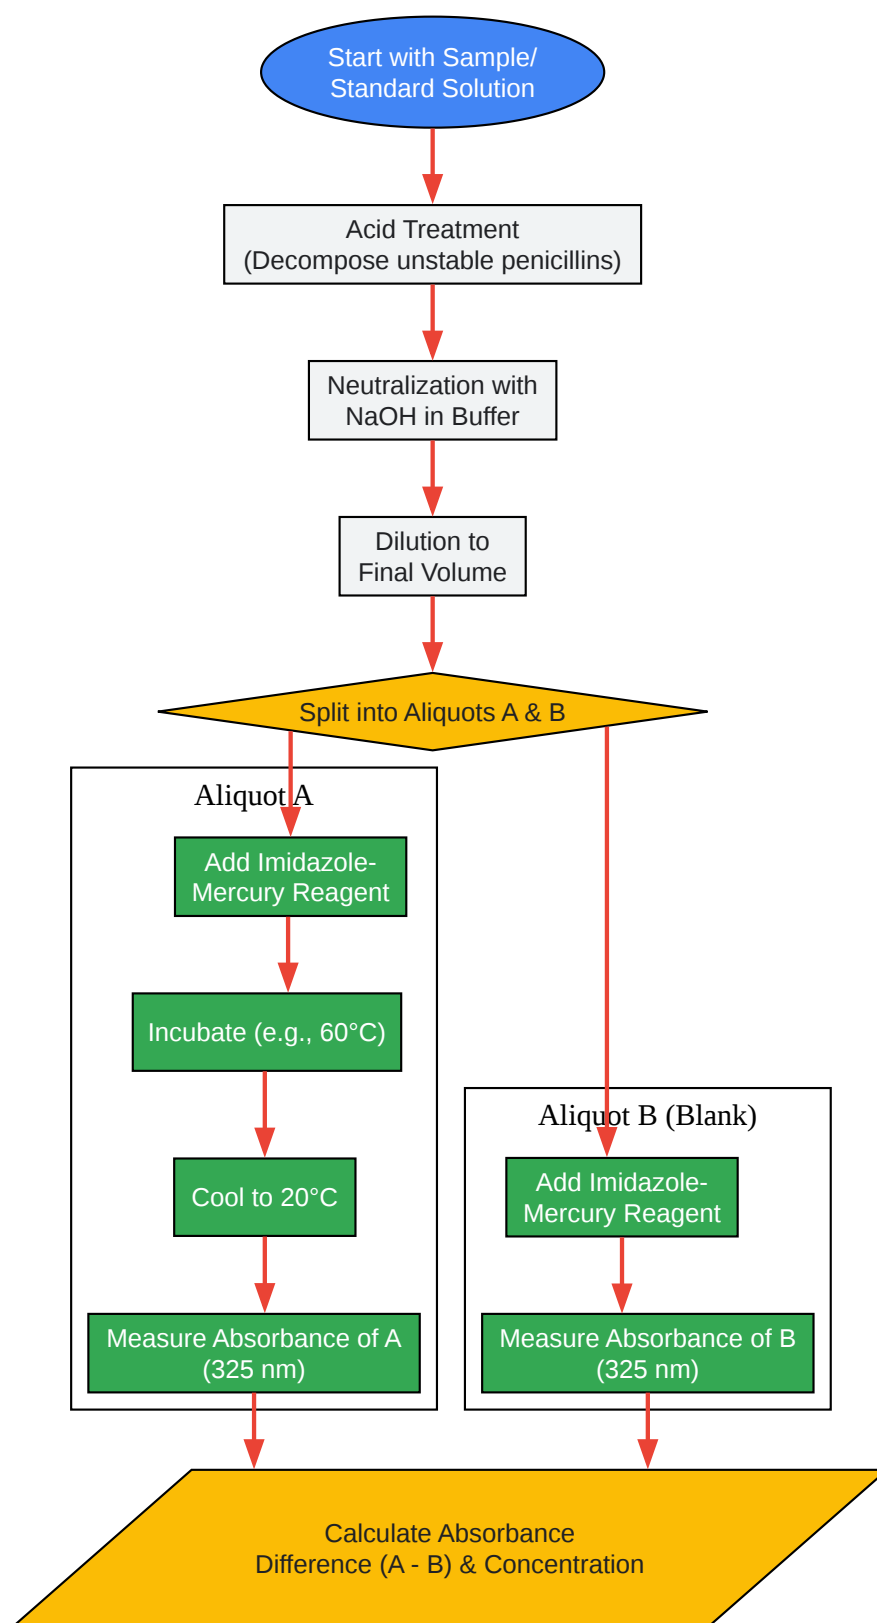 Start with Sample/
Standard Solution
Acid Treatment
(Decompose unstable penicillins)
Neutralization with
NaOH in Buffer
Dilution to
Final Volume
Split into Aliquots A & B
Aliquot A
Add Imidazole-
Mercury Reagent
Incubate (e.g., 60°C)
Cool to 20°C
Measure Absorbance of A
(325 nm)
Aliquot B (Blank)
Add Imidazole-
Mercury Reagent
Measure Absorbance of B
(325 nm)
Calculate Absorbance
Difference (A - B) & Concentration